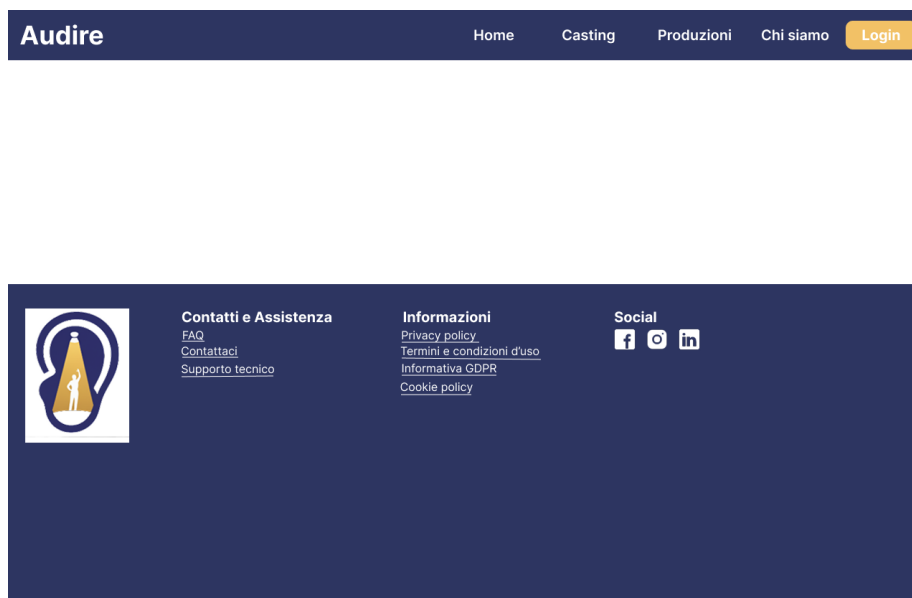 Audire
Home
Casting
Produzioni
Chi siamo
Login
Contatti e Assistenza
FAQ
Contattaci
Supporto tecnico
Informazioni
Privacy policy
Termini e condizioni d'uso
Informativa GDPR
Cookie policy
Social
in